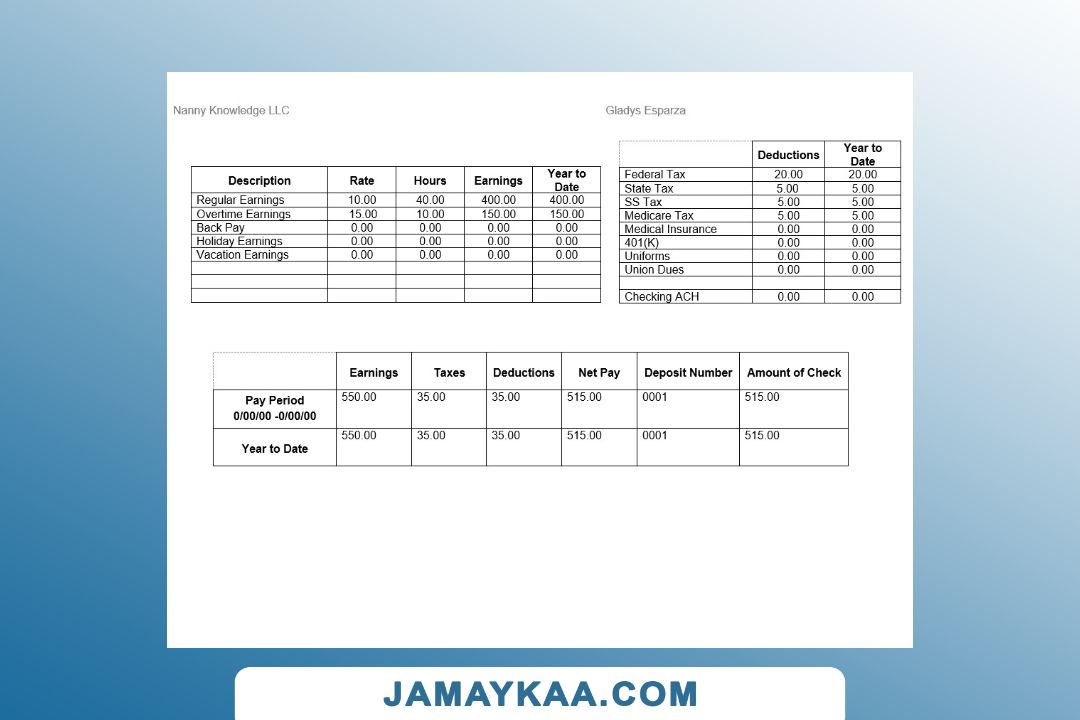 Nanny Knowledge LLC
Gladys Esparza
Description Rate Hours Earnings Year to Date
Regular Earnings 10.00 40.00 400.00 400.00
Overtime Earnings 15.00 10.00 150.00 150.00
Back Pay 0.00 0.00 0.00 0.00
Holiday Earnings 0.00 0.00 0.00 0.00
Vacation Earnings 0.00 0.00 0.00 0.00
Deductions Year to Date
Federal Tax 20.00 20.00
State Tax 5.00 5.00
SS Tax 5.00 5.00
Medicare Tax 5.00 5.00
Medical Insurance 0.00 0.00
401(K) 0.00 0.00
Uniforms 0.00 0.00
Union Dues 0.00 0.00
Checking ACH 0.00 0.00
Earnings Taxes Deductions Net Pay Deposit Number Amount of Check
Pay Period 0/00/00 -0/00/00 550.00 35.00 35.00 515.00 0001 515.00
Year to Date 550.00 35.00 35.00 515.00 0001 515.00
JAMAYKAA.COM